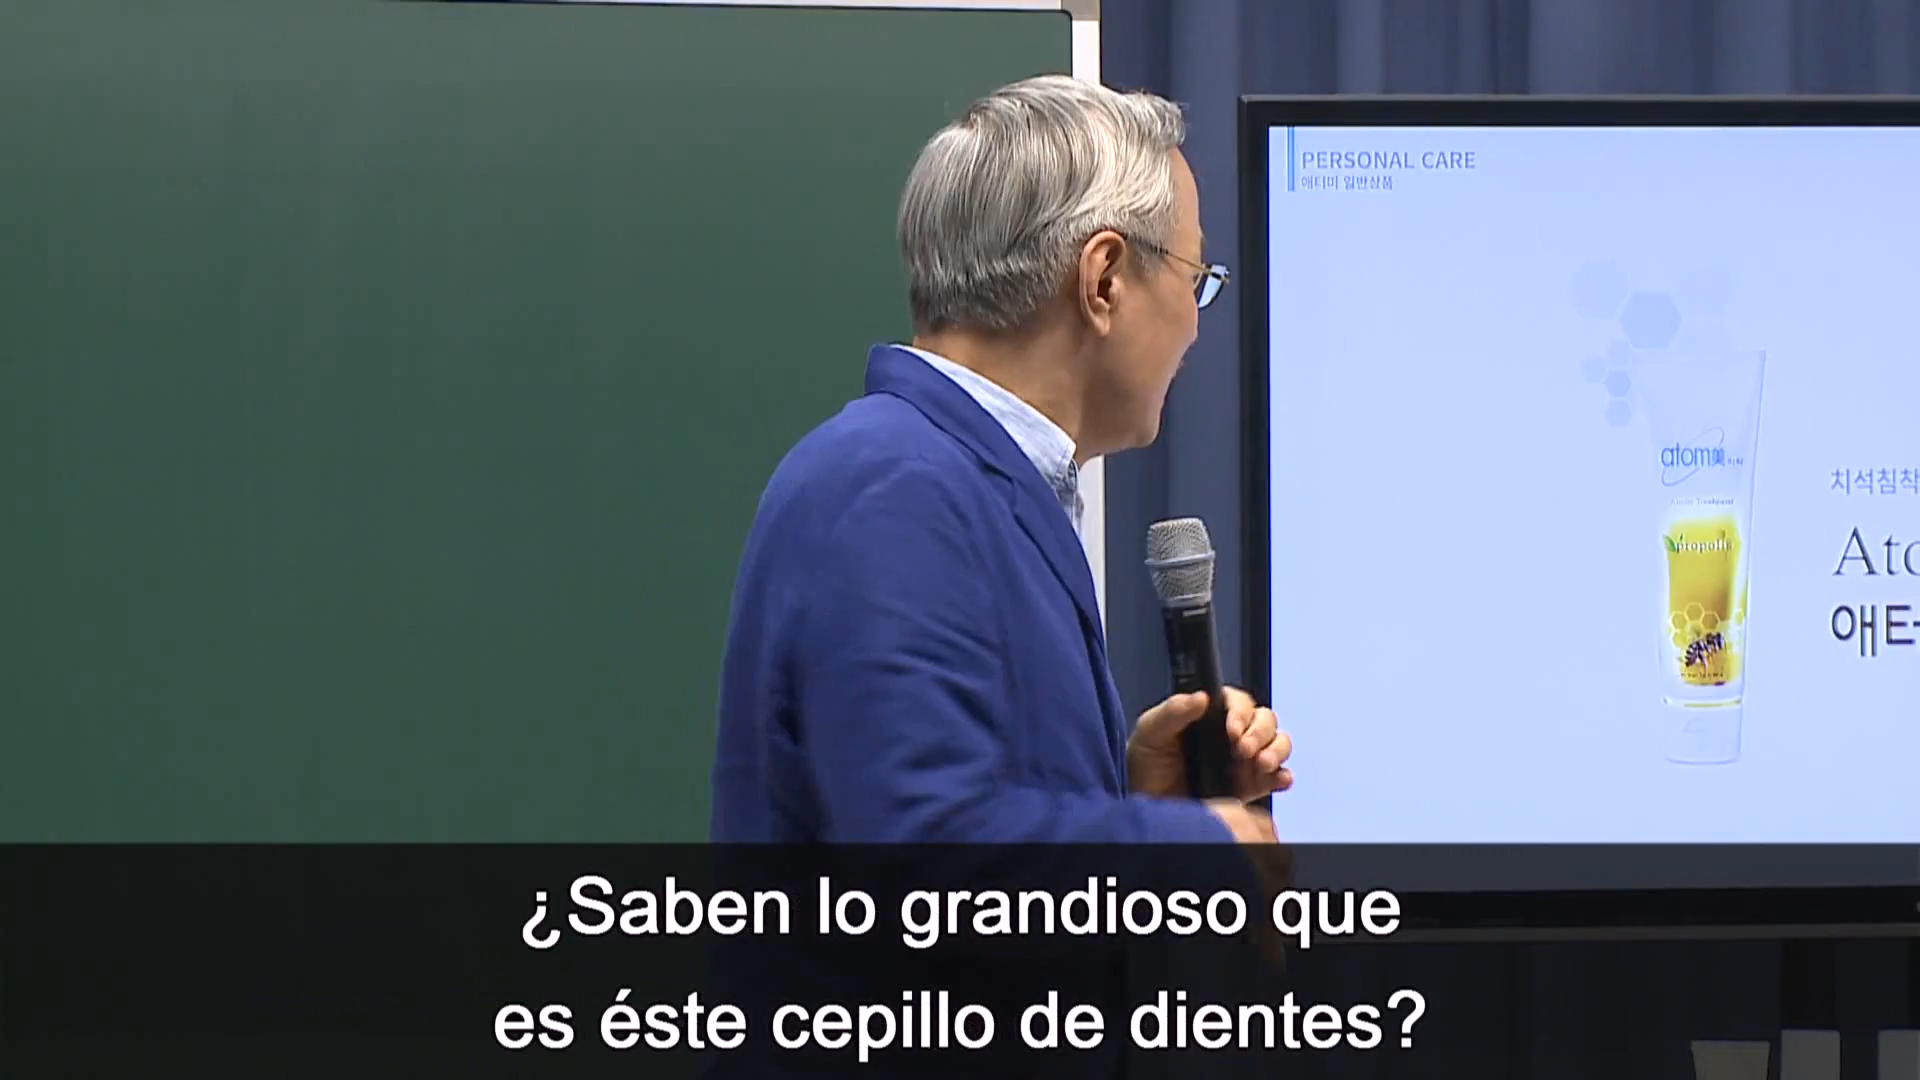 PERSONAL CARE
애터미 일반상품
atom美
propolis
치석침착
Ato
애터
¿Saben lo grandioso que
es éste cepillo de dientes?